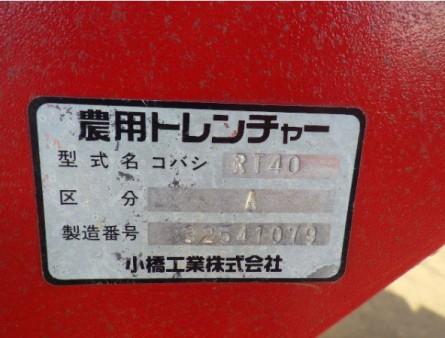 農用トレンチャー
型式名 コバシ RT40
区分 A
製造番号 S2541079
小橋工業株式会社